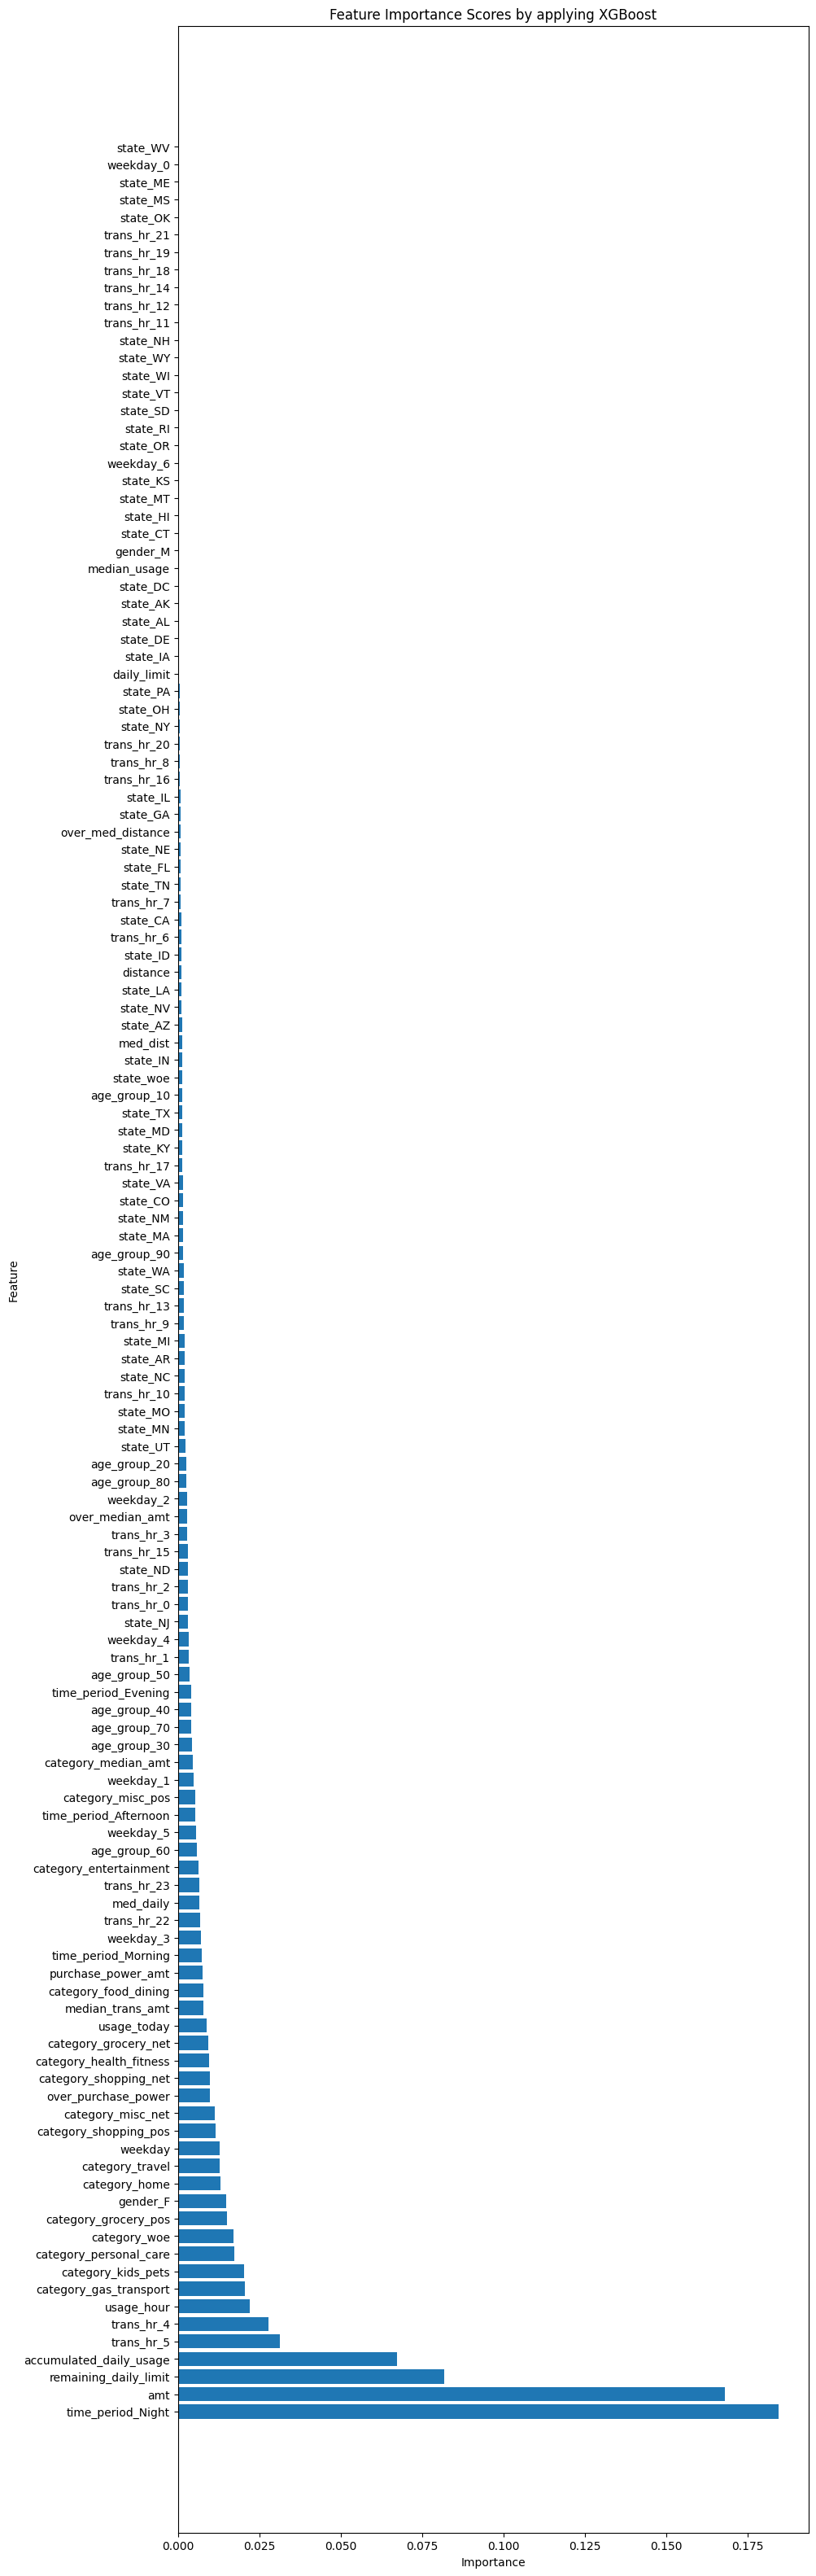 Feature Importance Scores by applying XGBoost
state_WV
weekday_0
state_ME
state_MS
state_OK
trans_hr_21
trans_hr_19
trans_hr_18
trans_hr_14
trans_hr_12
trans_hr_11
state_NH
state_WY
state_WI
state_VT
state_SD
state_RI
state_OR
weekday_6
state_KS
state_MT
state_HI
state_CT
gender_M
median_usage
state_DC
state_AK
state_AL
state_DE
state_IA
daily_limit
state_PA
state_OH
state_NY
trans_hr_20
trans_hr_8
trans_hr_16
state_IL
state_GA
over_med_distance
state_NE
state_FL
state_TN
trans_hr_7
state_CA
trans_hr_6
state_ID
distance
state_LA
state_NV
state_AZ
med_dist
state_IN
state_woe
age_group_10
state_TX
state_MD
state_KY
trans_hr_17
state_VA
state_CO
state_NM
state_MA
age_group_90
state_WA
state_SC
trans_hr_13
trans_hr_9
state_MI
state_AR
state_NC
trans_hr_10
state_MO
state_MN
state_UT
age_group_20
age_group_80
weekday_2
over_median_amt
trans_hr_3
trans_hr_15
state_ND
trans_hr_2
trans_hr_0
state_NJ
weekday_4
trans_hr_1
age_group_50
time_period_Evening
age_group_40
age_group_70
age_group_30
category_median_amt
weekday_1
category_misc_pos
time_period_Afternoon
weekday_5
age_group_60
category_entertainment
trans_hr_23
med_daily
trans_hr_22
weekday_3
time_period_Morning
purchase_power_amt
category_food_dining
median_trans_amt
usage_today
category_grocery_net
category_health_fitness
category_shopping_net
over_purchase_power
category_misc_net
category_shopping_pos
weekday
category_travel
category_home
gender_F
category_grocery_pos
category_woe
category_personal_care
category_kids_pets
category_gas_transport
usage_hour
trans_hr_4
trans_hr_5
accumulated_daily_usage
remaining_daily_limit
amt
time_period_Night
Feature
0.000 0.025 0.050 0.075 0.100 0.125 0.150 0.175
Importance